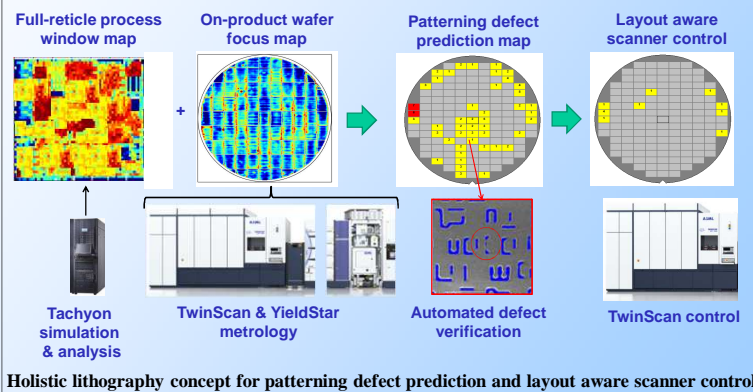 Full-reticle process
window map
On-product wafer
focus map
Patterning defect
prediction map
Layout aware
scanner control
+
Tachyon
simulation
& analysis
TwinScan & YieldStar
metrology
Automated defect
verification
TwinScan control
Holistic lithography concept for patterning defect prediction and layout aware scanner control